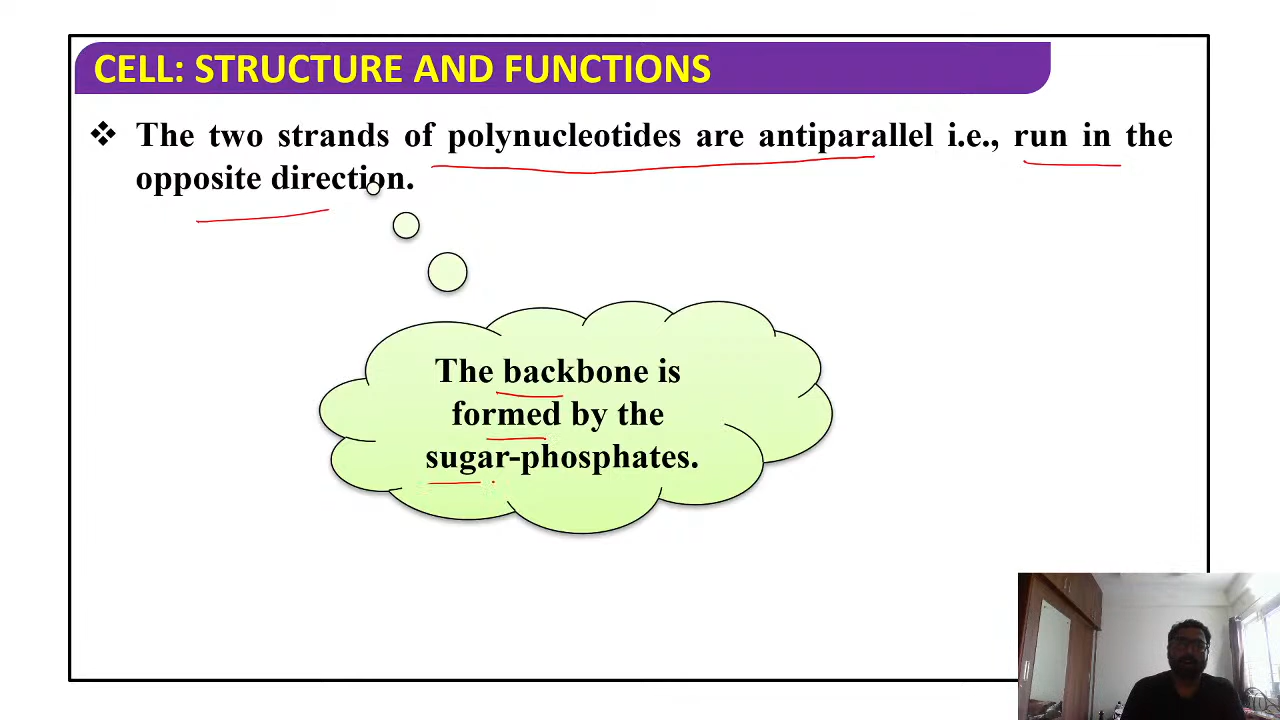 CELL: STRUCTURE AND FUNCTIONS
The two strands of polynucleotides are antiparallel i.e., run in the
opposite direction.
The backbone is
formed by the
sugar-phosphates.